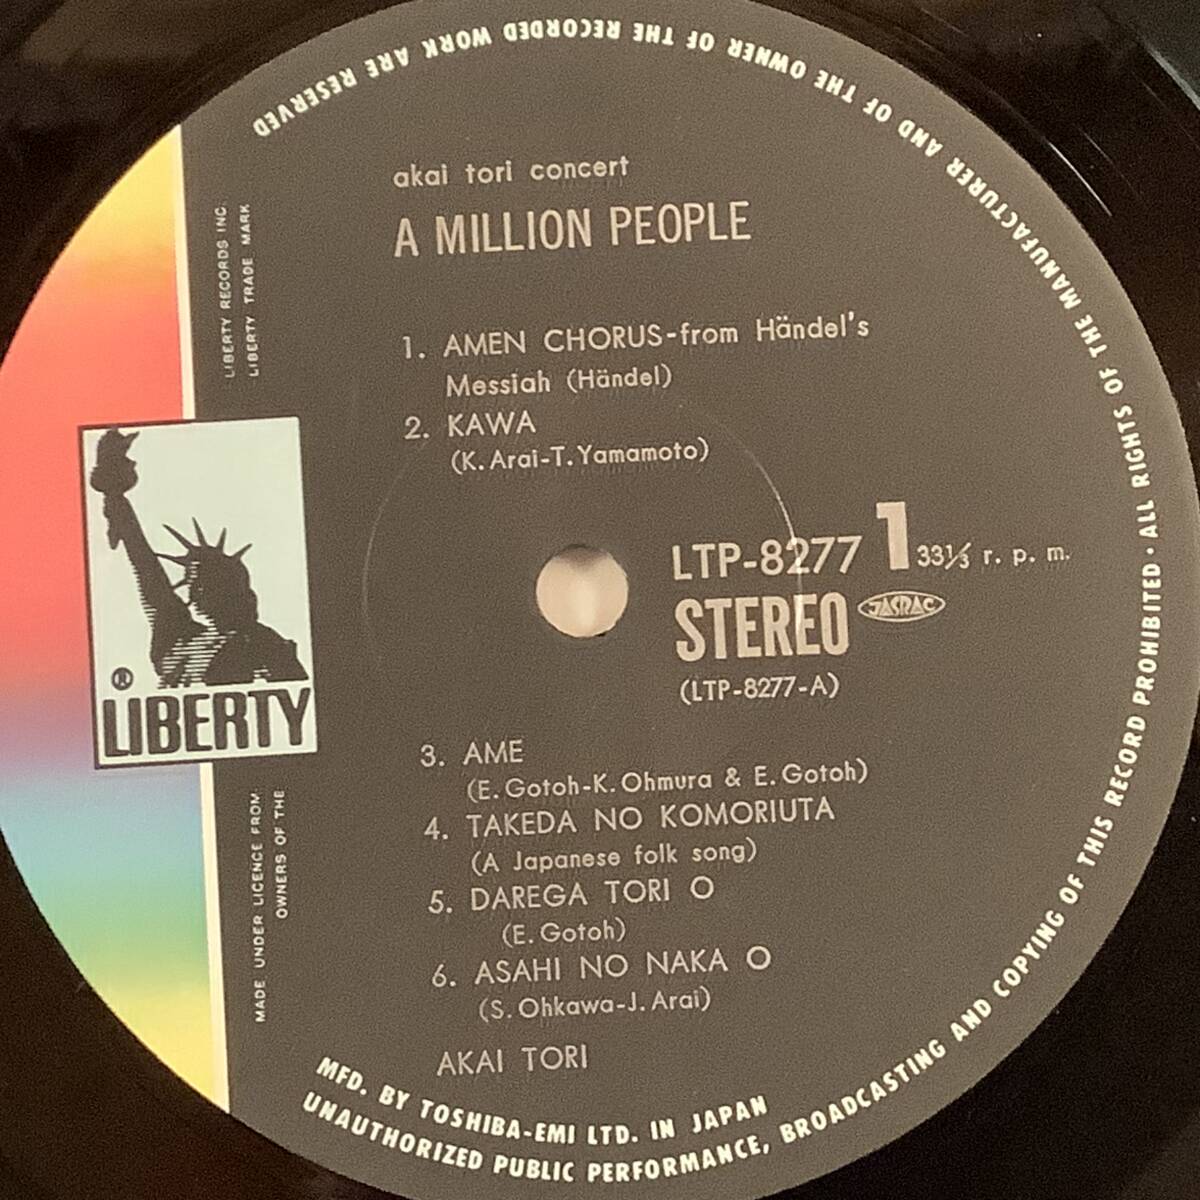 akai tori concert
A MILLION PEOPLE
1. AMEN CHORUS-from Händel's
Messiah (Händel)
2. KAWA
(K. Arai-T. Yamamoto)
LTP-8277 1 33⅓ r. p. m.
STEREO JASRAC
(LTP-8277-A)
3. AME
(E. Gotoh-K. Ohmura & E. Gotoh)
4. TAKEDA NO KOMORIUTA
(A Japanese folk song)
5. DAREGA TORI O
(E. Gotoh)
6. ASAHI NO NAKA O
(S. Ohkawa-J. Arai)
AKAI TORI
LIBERTY RECORDS INC.
LIBERTY TRADE MARK
®
LIBERTY
MADE UNDER LICENCE FROM
OWNERS OF THE
MFD. BY TOSHIBA-EMI LTD. IN JAPAN
UNAUTHORIZED PUBLIC PERFORMANCE, BROADCASTING AND COPYING OF THIS RECORD PROHIBITED · ALL RIGHTS OF THE MANUFACTURER AND OF THE OWNER OF THE RECORDED WORK ARE RESERVED